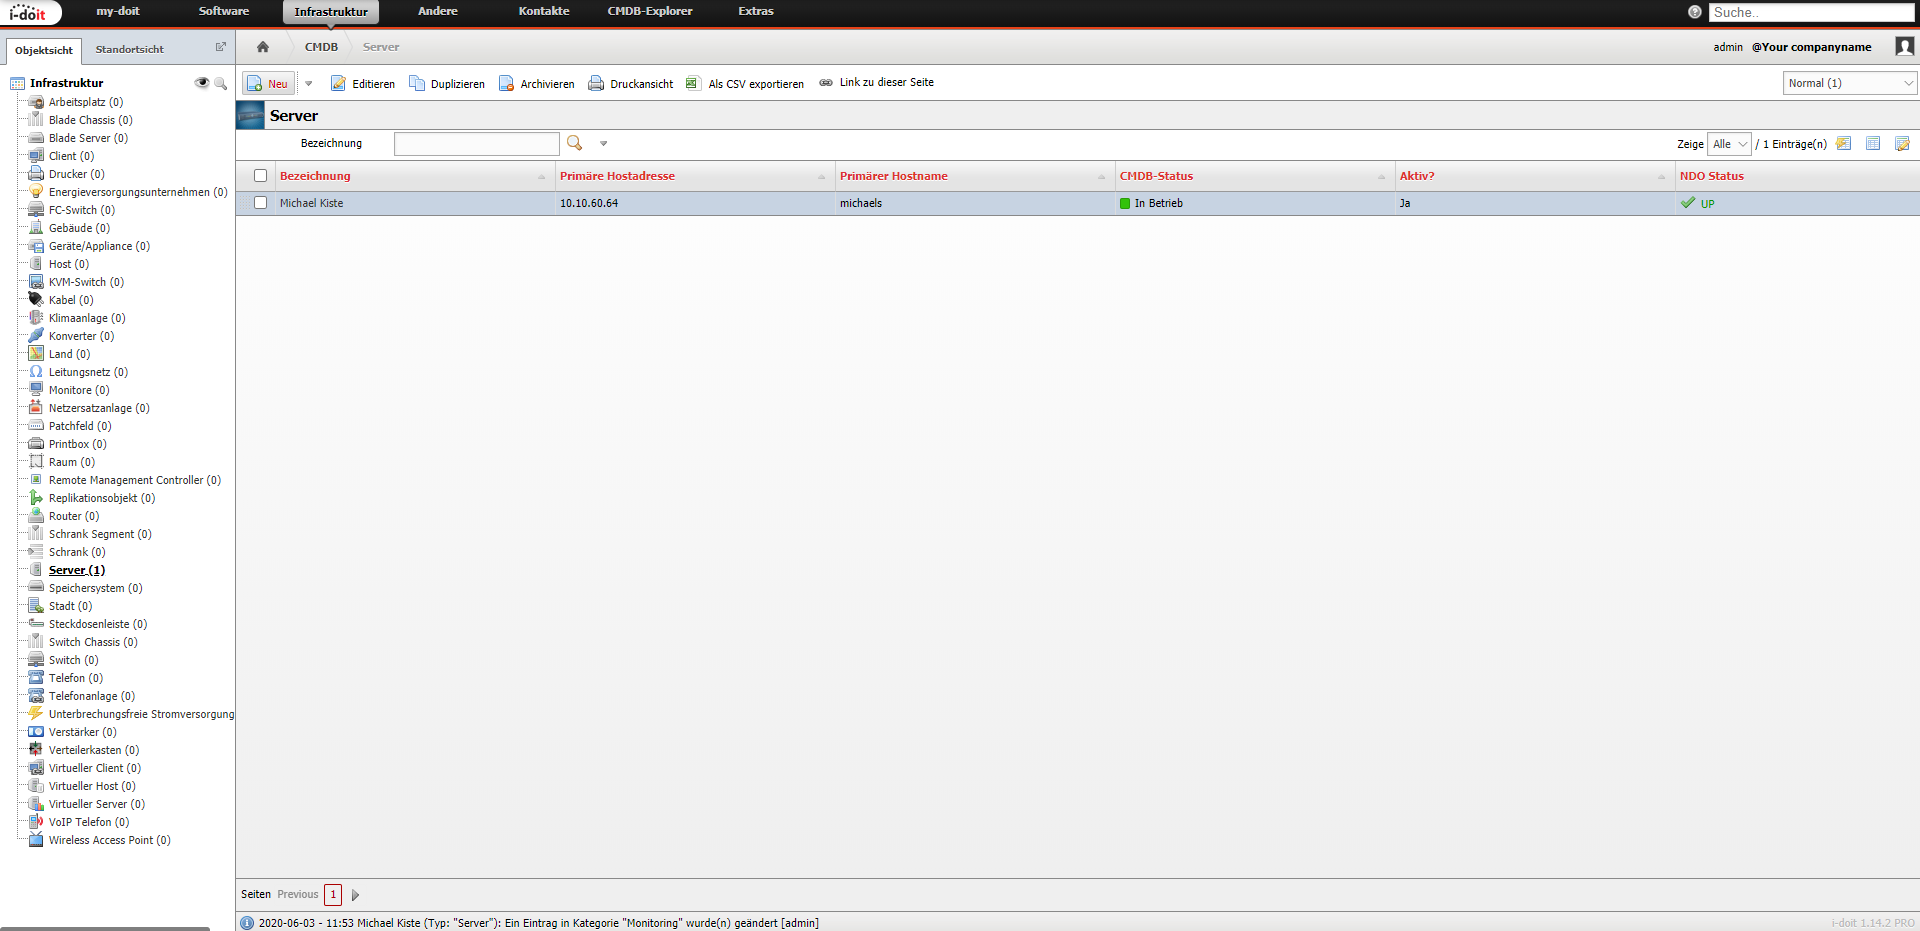 i-doit my-doit Software Infrastruktur Andere Kontakte CMDB-Explorer Extras Suche..
Objektsicht Standortsicht CMDB Server admin @Your companyname
Neu Editieren Duplizieren Archivieren Druckansicht Als CSV exportieren Link zu dieser Seite Normal (1)
Server
Bezeichnung Zeige Alle / 1 Einträge(n)
Bezeichnung Primäre Hostadresse Primärer Hostname CMDB-Status Aktiv? NDO Status
Michael Kiste 10.10.60.64 michaels In Betrieb Ja UP
Infrastruktur
Arbeitsplatz (0)
Blade Chassis (0)
Blade Server (0)
Client (0)
Drucker (0)
Energieversorgungsunternehmen (0)
FC-Switch (0)
Gebäude (0)
Geräte/Appliance (0)
Host (0)
KVM-Switch (0)
Kabel (0)
Klimaanlage (0)
Konverter (0)
Land (0)
Leitungsnetz (0)
Monitore (0)
Netzersatzanlage (0)
Patchfeld (0)
Printbox (0)
Raum (0)
Remote Management Controller (0)
Replikationsobjekt (0)
Router (0)
Schrank Segment (0)
Schrank (0)
Server (1)
Speichersystem (0)
Stadt (0)
Steckdosenleiste (0)
Switch Chassis (0)
Switch (0)
Telefon (0)
Telefonanlage (0)
Unterbrechungsfreie Stromversorgung
Verstärker (0)
Verteilerkasten (0)
Virtueller Client (0)
Virtueller Host (0)
Virtueller Server (0)
VoIP Telefon (0)
Wireless Access Point (0)
Seiten Previous 1
2020-06-03 - 11:53 Michael Kiste (Typ: "Server"): Ein Eintrag in Kategorie "Monitoring" wurde(n) geändert [admin]
i-doit 1.14.2 PRO